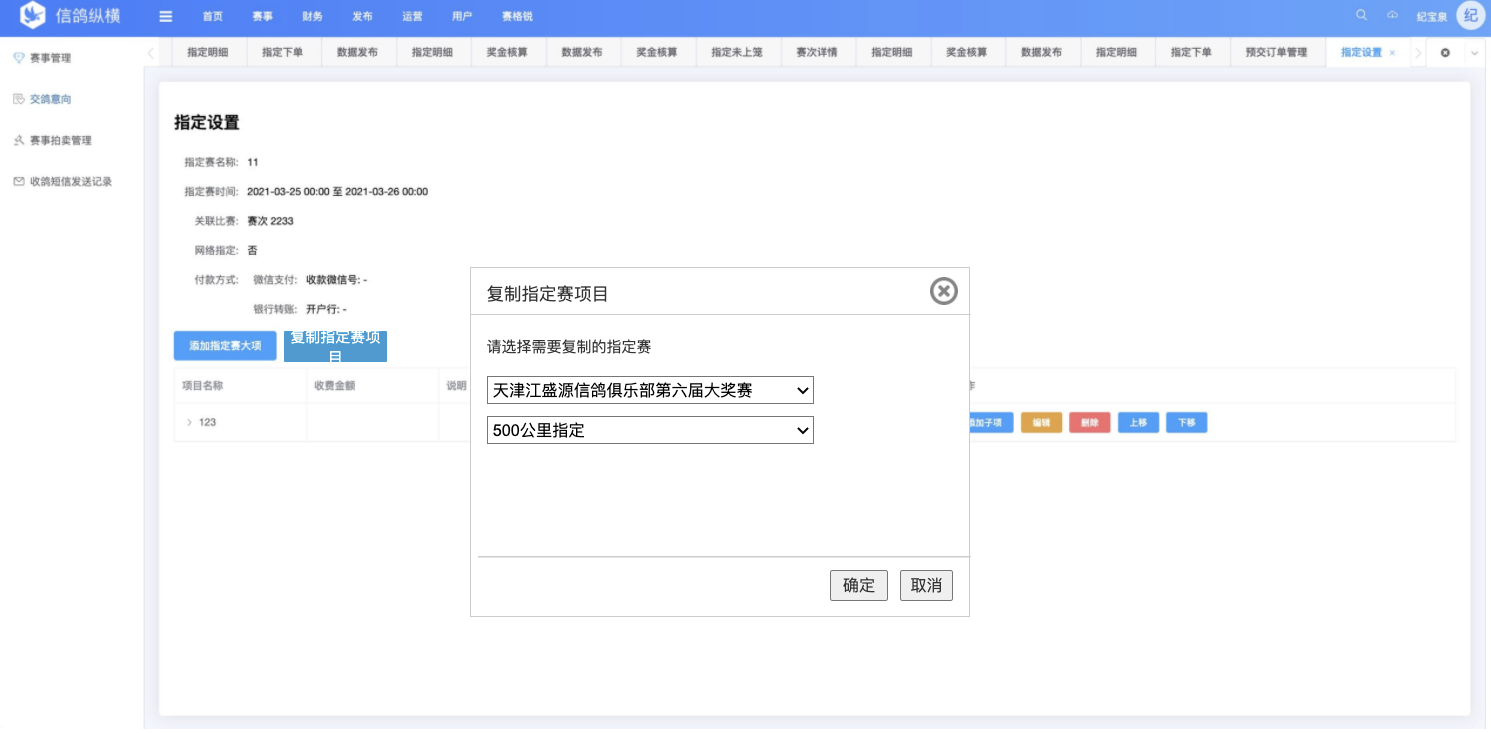 信鸽纵横 首页 赛事 财务 发布 运营 用户 赛格锐 纪宝泉 纪
指定明细 指定下单 数据发布 指定明细 奖金核算 数据发布 奖金核算 指定未上笼 赛次详情 指定明细 奖金核算 数据发布 指定明细 指定下单 预交订单管理 指定设置 ×
赛事管理
交鸽意向
赛事拍卖管理
收鸽短信发送记录
指定设置
指定赛名称: 11
指定赛时间: 2021-03-25 00:00 至 2021-03-26 00:00
关联比赛: 赛次 2233
网络指定: 否
付款方式: 微信支付: 收款微信号: -
银行转账: 开户行: -
添加指定赛大项
复制指定赛项
目
项目名称 收费金额 说明
123
加子项 编辑 删除 上移 下移
复制指定赛项目
请选择需要复制的指定赛
天津江盛源信鸽俱乐部第六届大奖赛
500公里指定
确定 取消